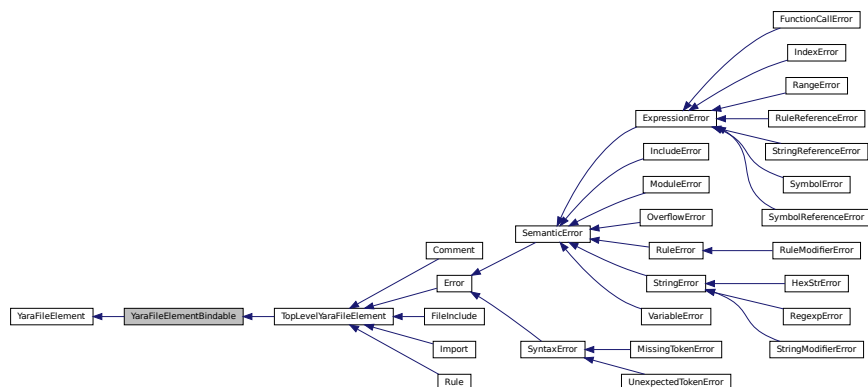 FunctionCallError
IndexError
RangeError
ExpressionError
RuleReferenceError
StringReferenceError
IncludeError
ModuleError
SymbolError
OverflowError
SymbolReferenceError
SemanticError
Comment
RuleError
RuleModifierError
Error
StringError
HexStrError
YaraFileElement
YaraFileElementBindable
TopLevelYaraFileElement
FileInclude
VariableError
RegexpError
Import
SyntaxError
MissingTokenError
StringModifierError
Rule
UnexpectedTokenError